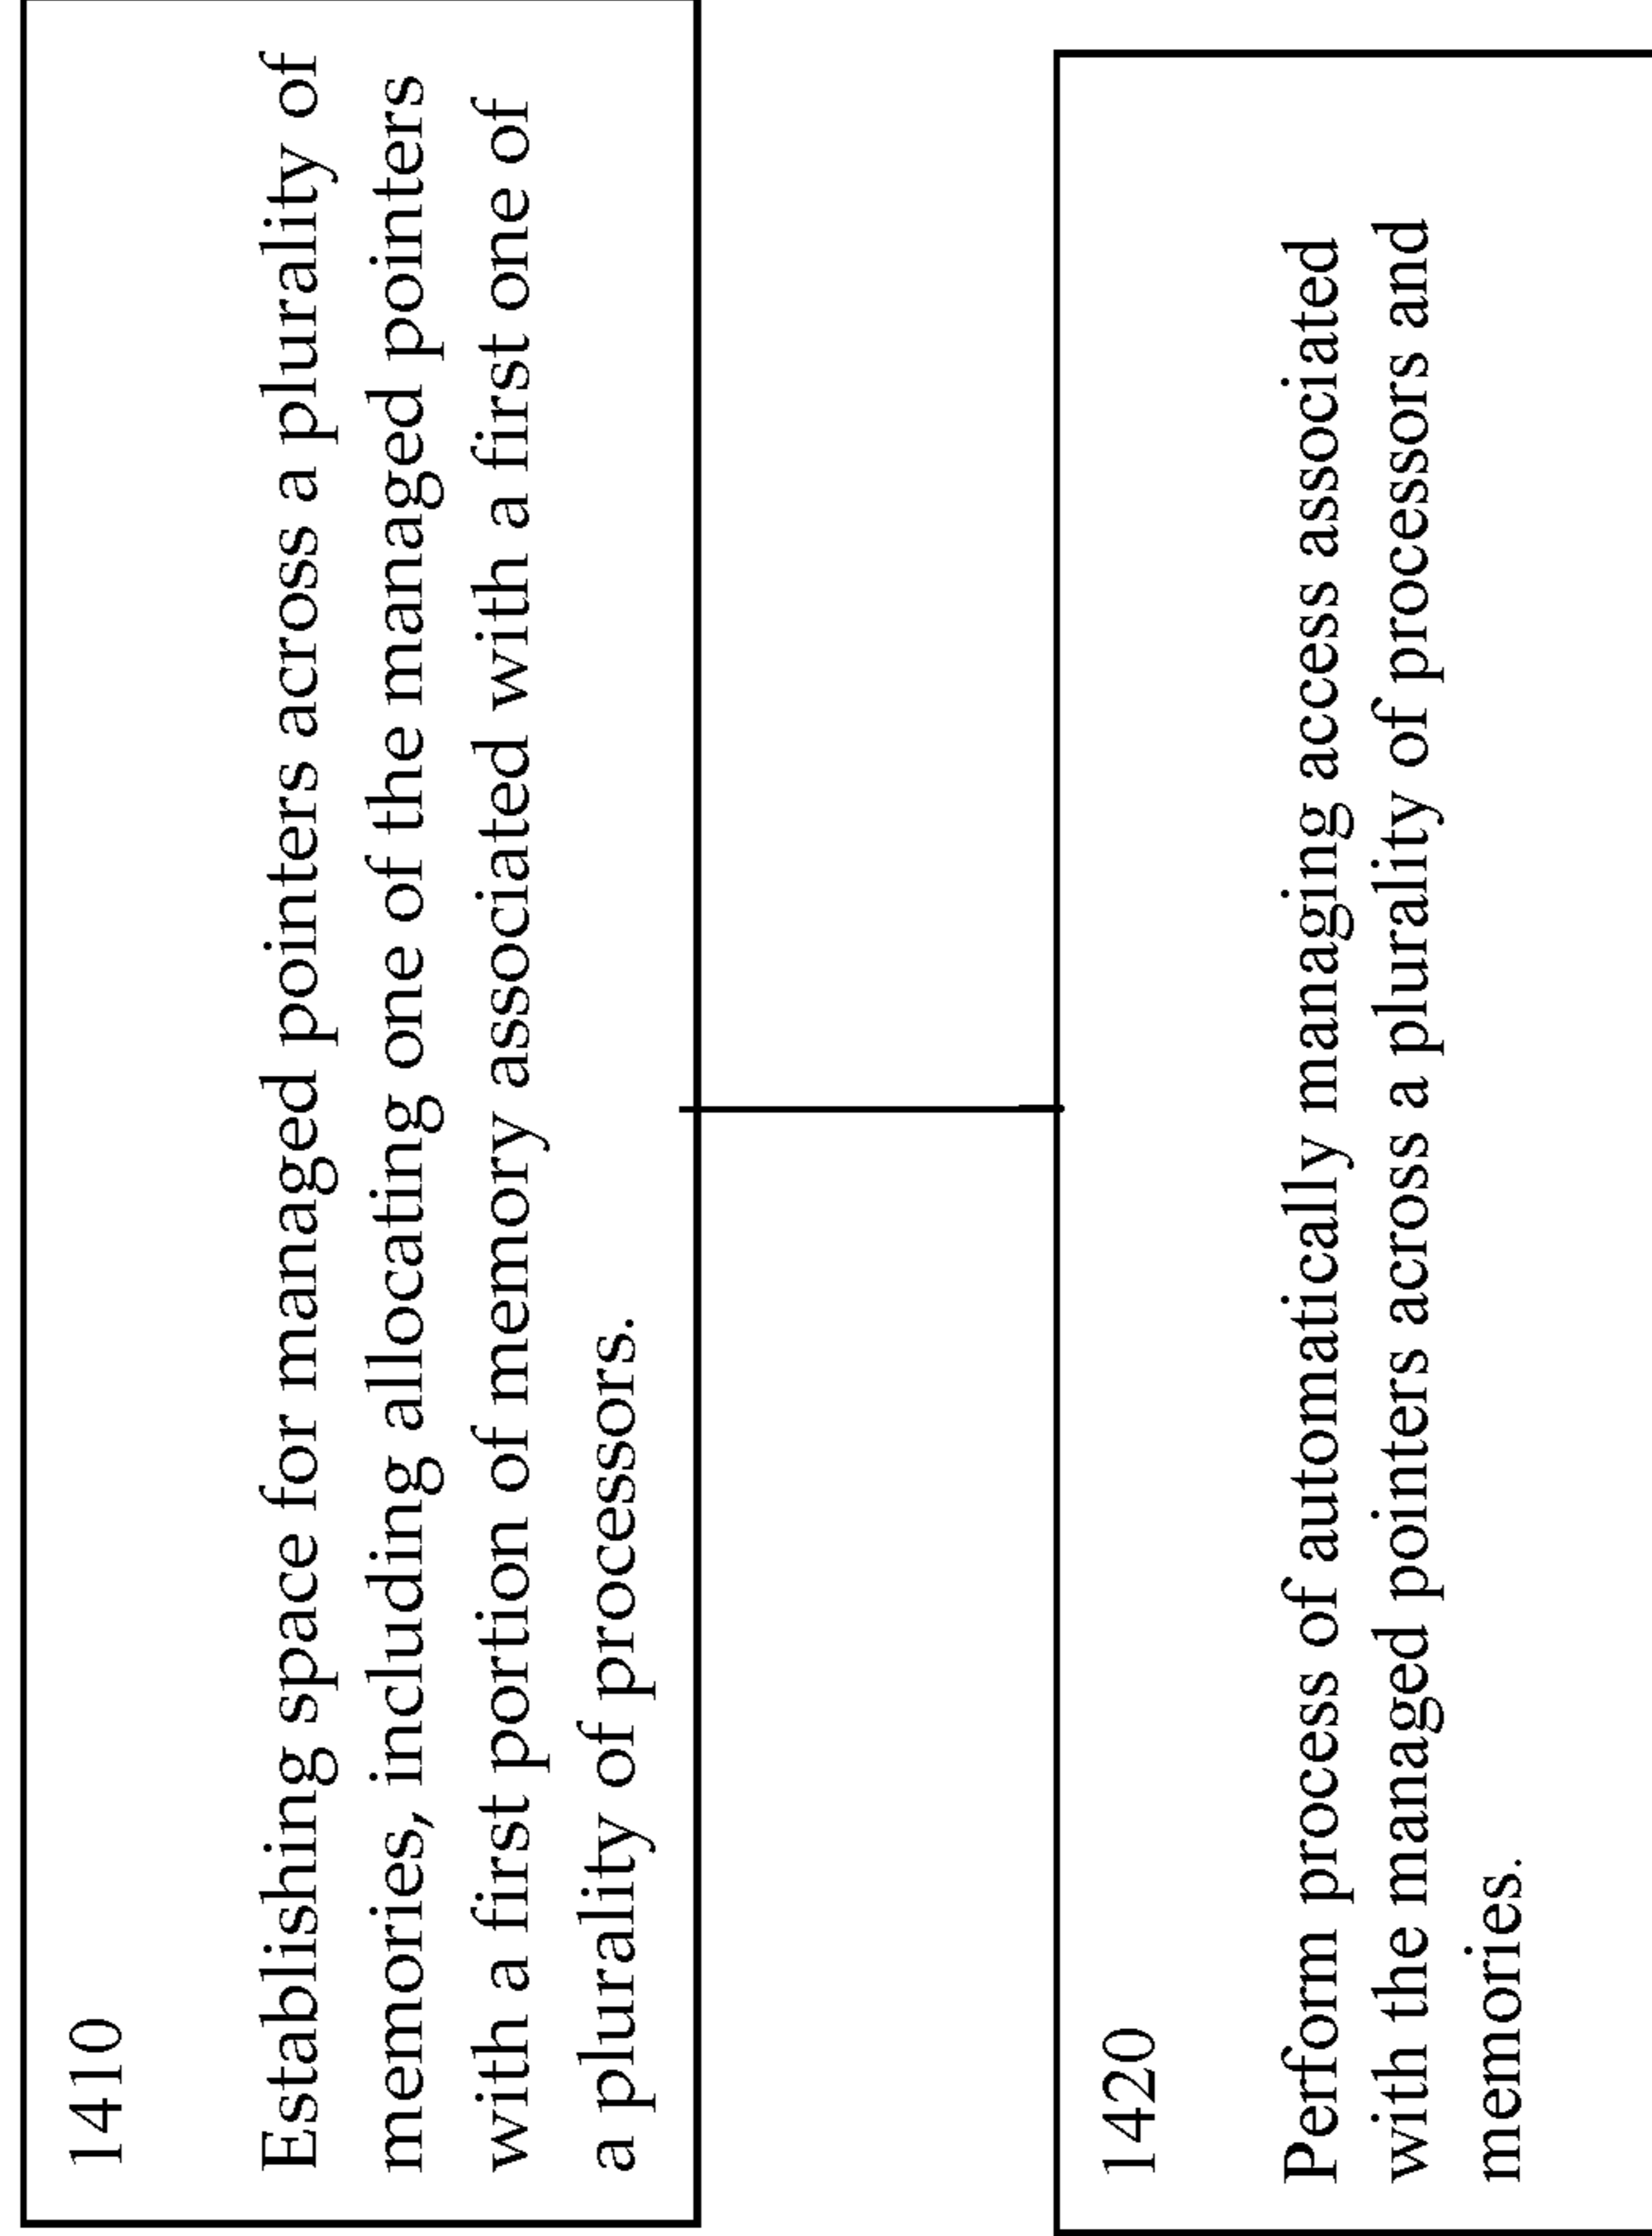 1410
Establishing space for managed pointers across a plurality of
memories, including allocating one of the managed pointers
with a first portion of memory associated with a first one of
a plurality of processors.
1420
Perform process of automatically managing access associated
with the managed pointers across a plurality of processors and
memories.